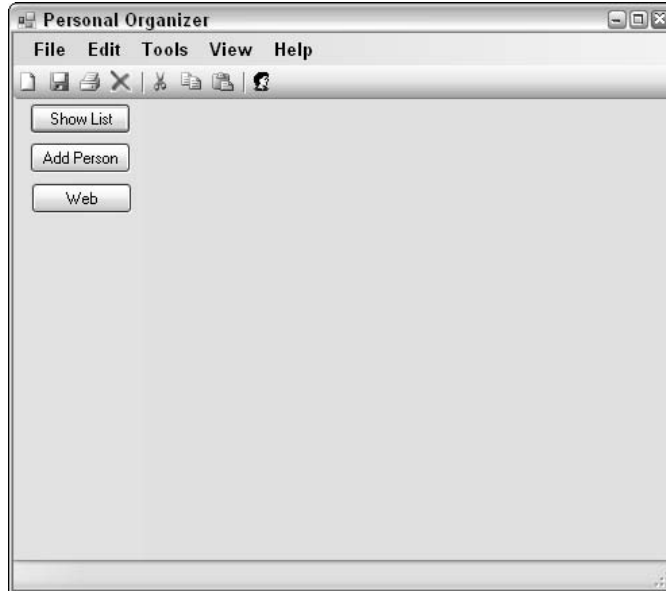 Personal Organizer
File Edit Tools View Help
Show List
Add Person
Web